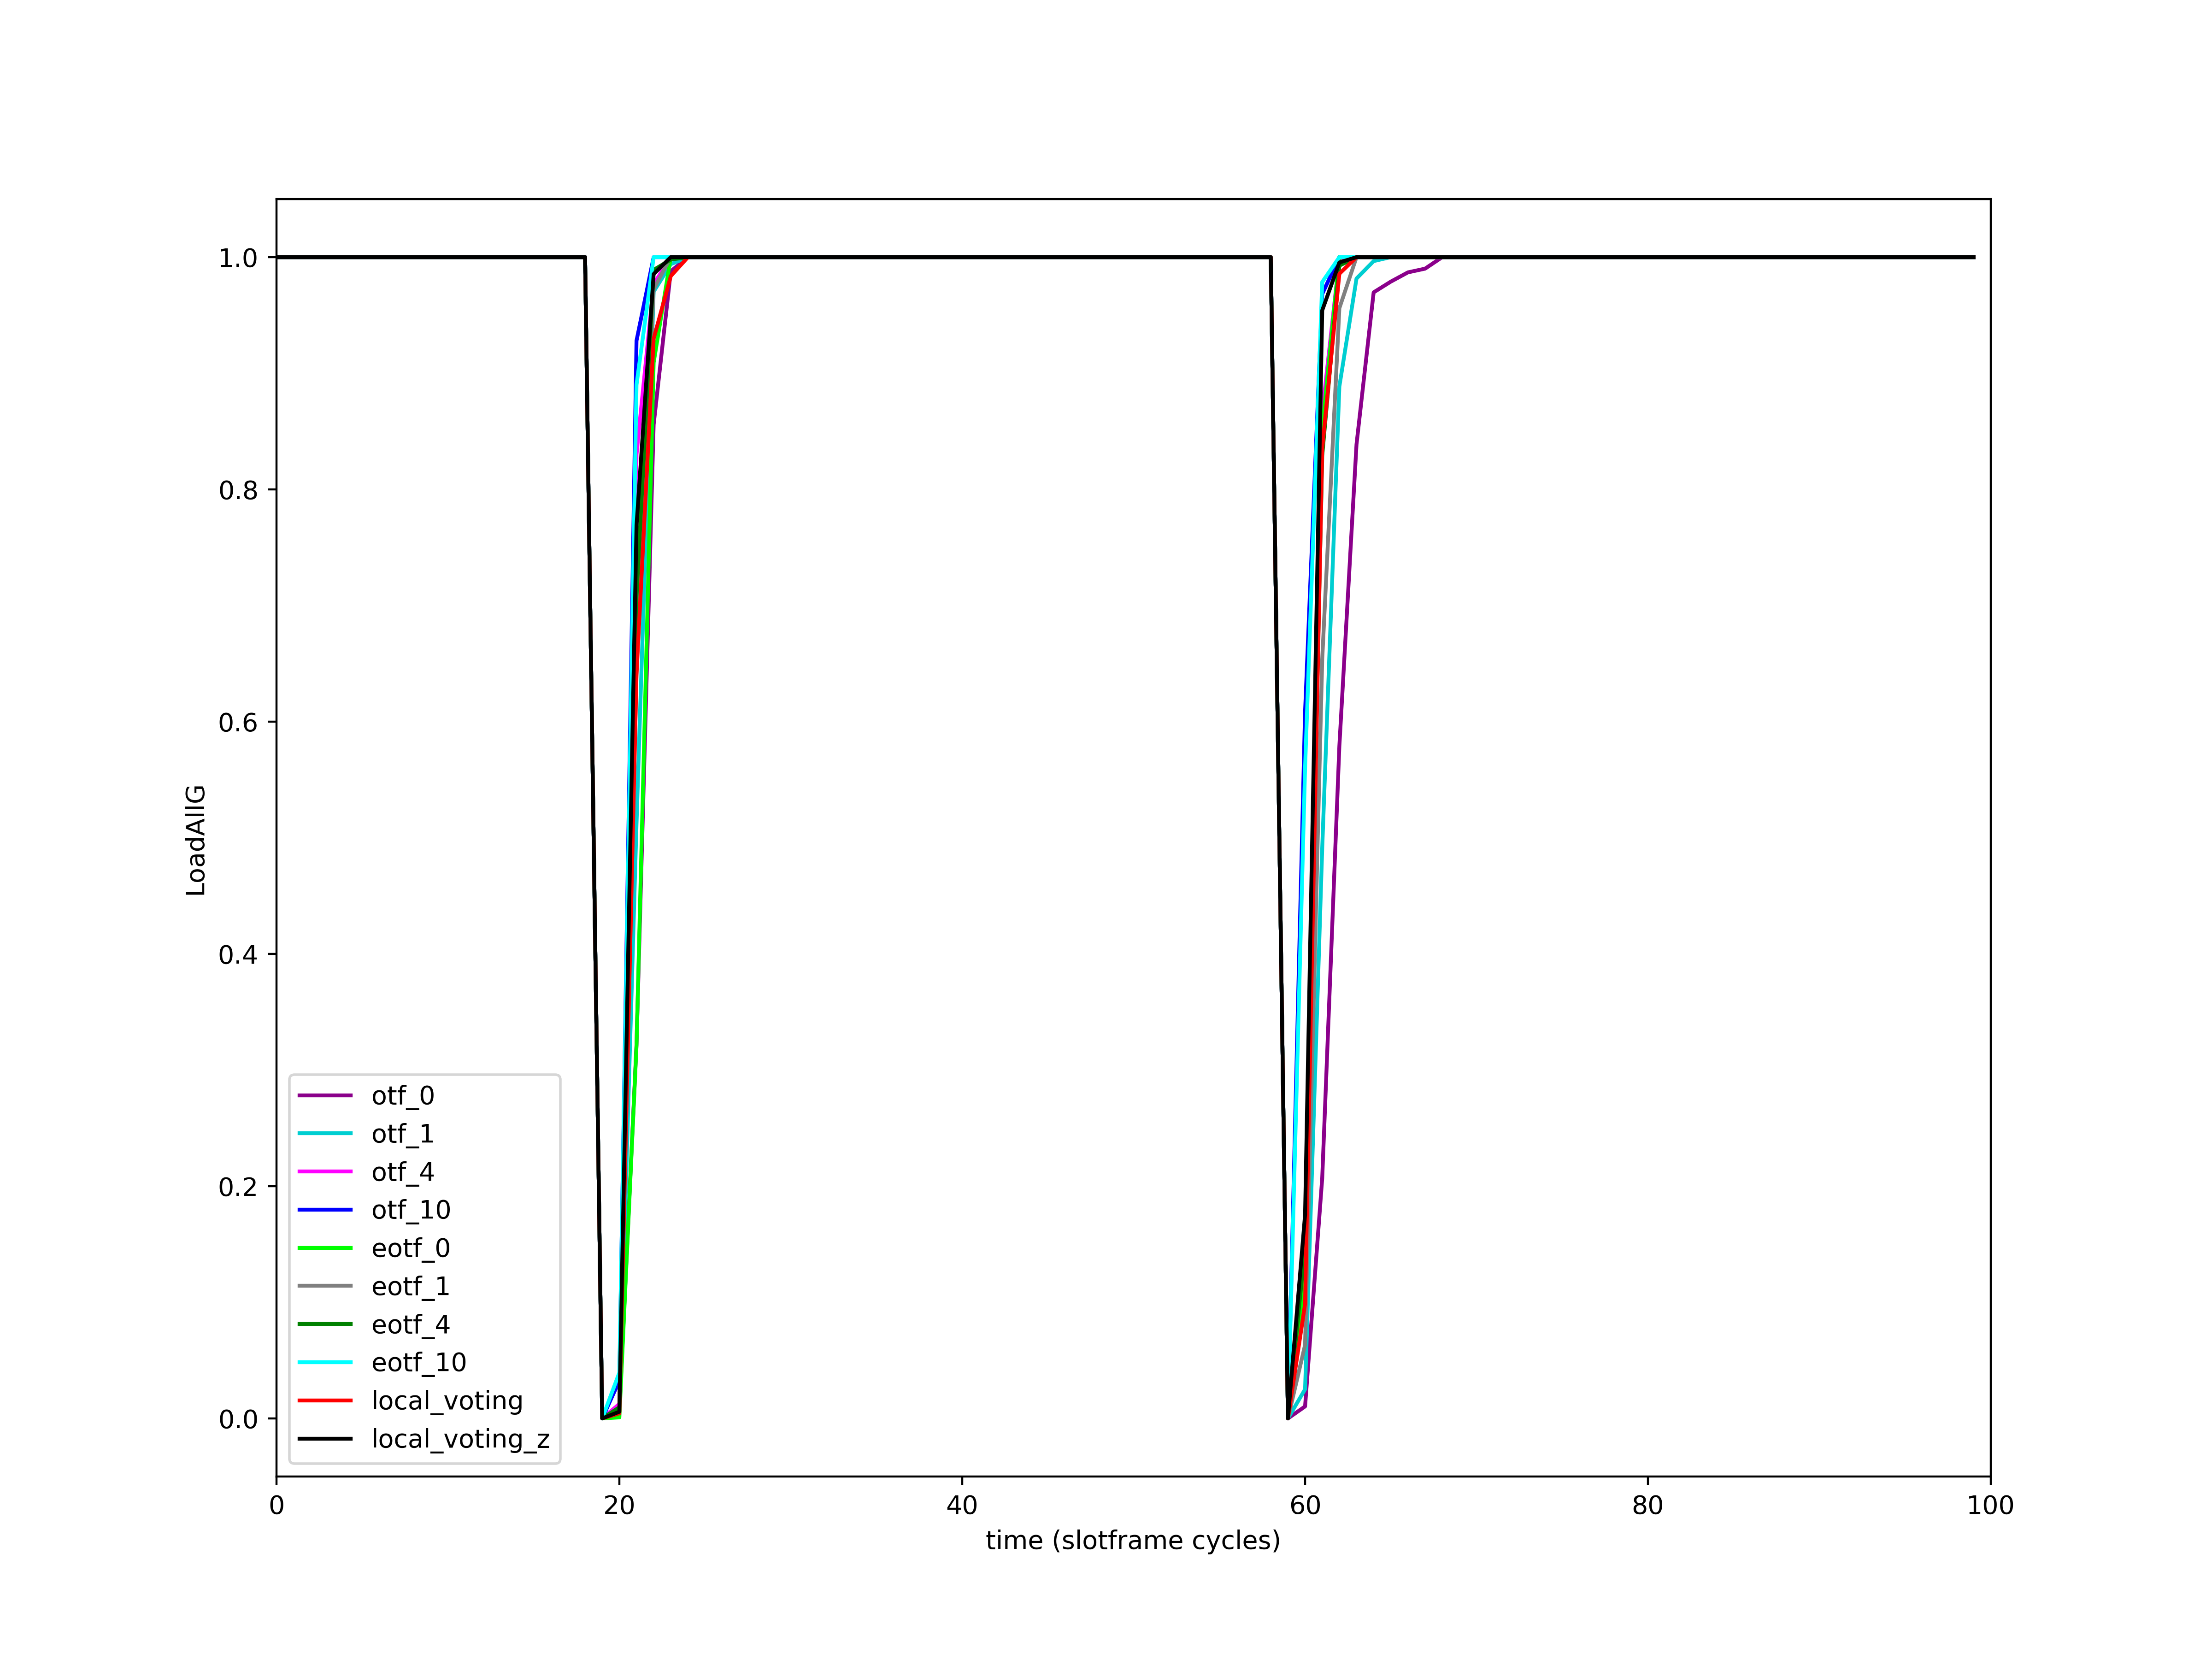 1.0
0.8
0.6
0.4
0.2
0.0
LoadAllG
otf_0
otf_1
otf_4
otf_10
eotf_0
eotf_1
eotf_4
eotf_10
local_voting
local_voting_z
0 20 40 60 80 100
time (slotframe cycles)